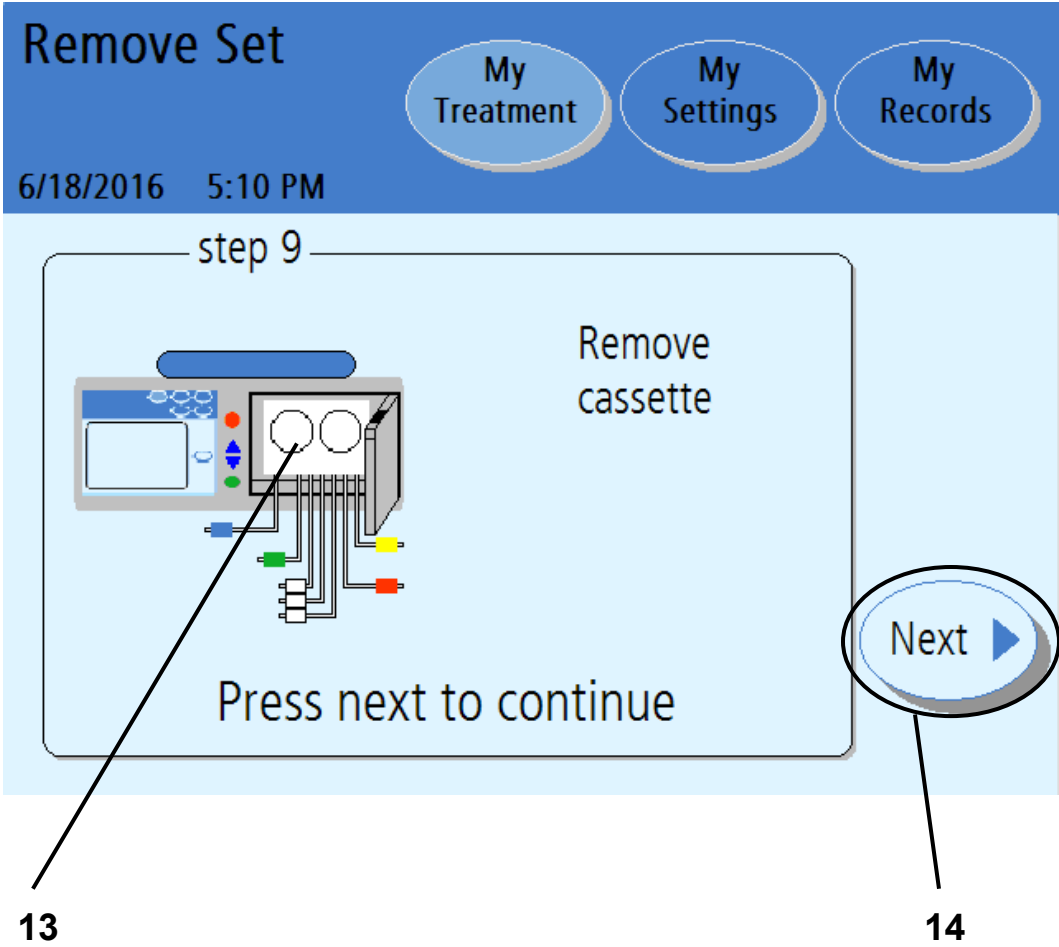 Remove Set
My
Treatment
My
Settings
My
Records
6/18/2016 5:10 PM
step 9
Remove
cassette
Next
Press next to continue
13
14